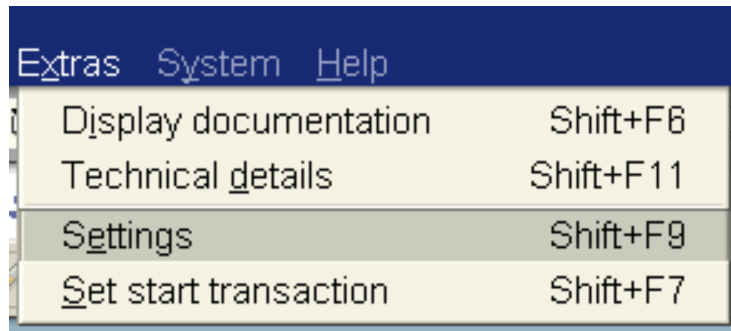 Extras System Help
Display documentation Shift+F6
Technical details Shift+F11
Settings Shift+F9
Set start transaction Shift+F7